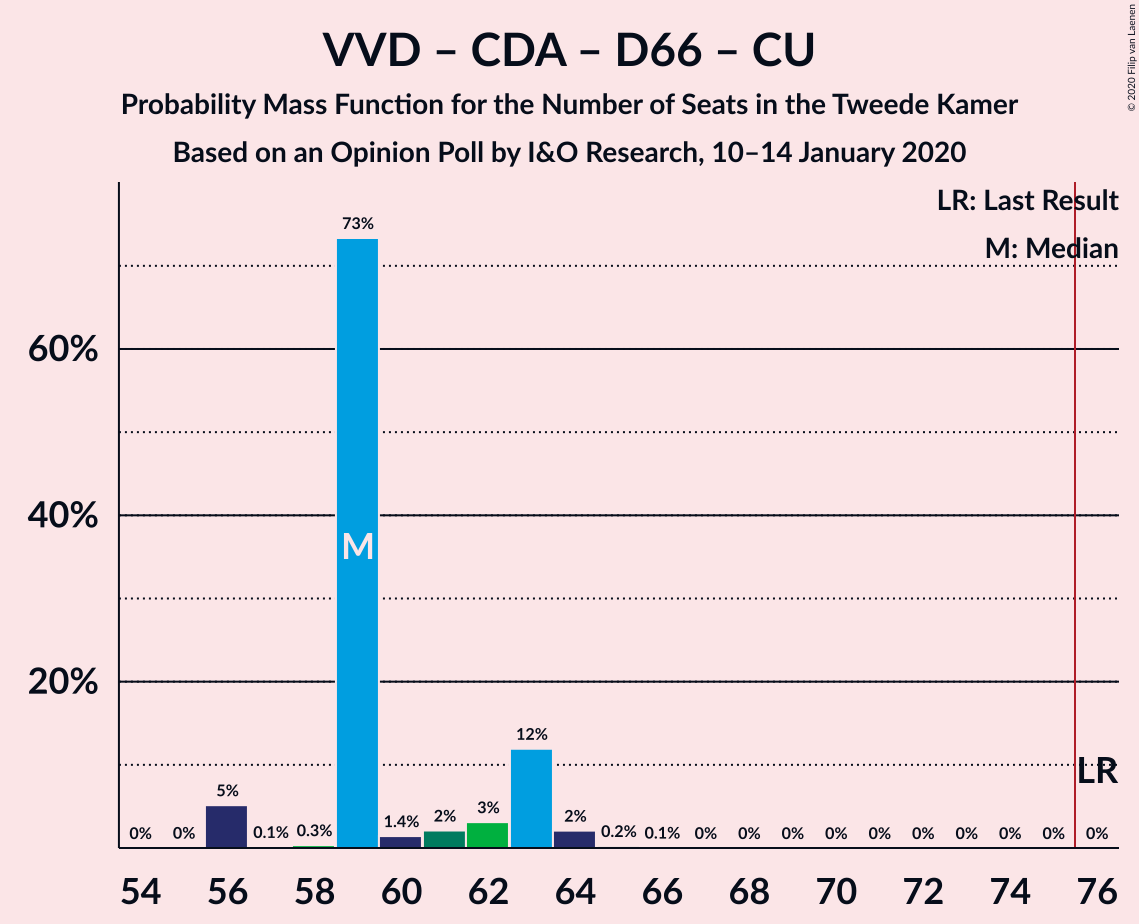 VVD – CDA – D66 – CU
Probability Mass Function for the Number of Seats in the Tweede Kamer
Based on an Opinion Poll by I&O Research, 10–14 January 2020
© 2020 Filip van Laenen
LR: Last Result
M: Median
60%
40%
20%
0%
0%
5%
0.1%
0.3%
73%
1.4%
2%
3%
12%
2%
0.2%
0.1%
0%
0%
0%
0%
0%
0%
0%
0%
0%
0%
M
LR
54 56 58 60 62 64 66 68 70 72 74 76